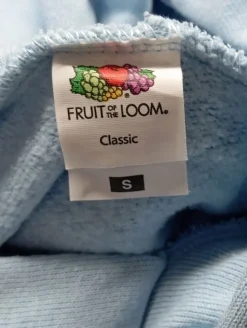 FRUIT OF THE LOOM®
Classic
S